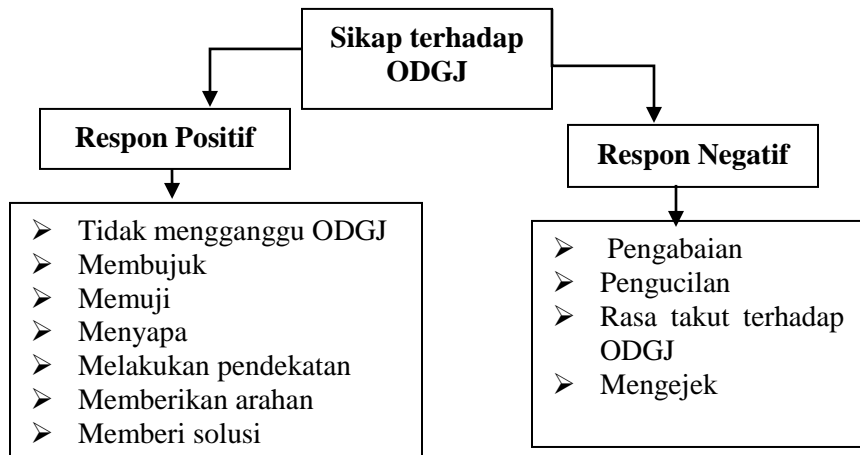 Sikap terhadap
ODGJ
Respon Positif
Respon Negatif
➢ Tidak mengganggu ODGJ
➢ Membujuk
➢ Memuji
➢ Menyapa
➢ Melakukan pendekatan
➢ Memberikan arahan
➢ Memberi solusi
➢ Pengabaian
➢ Pengucilan
➢ Rasa takut terhadap
ODGJ
➢ Mengejek